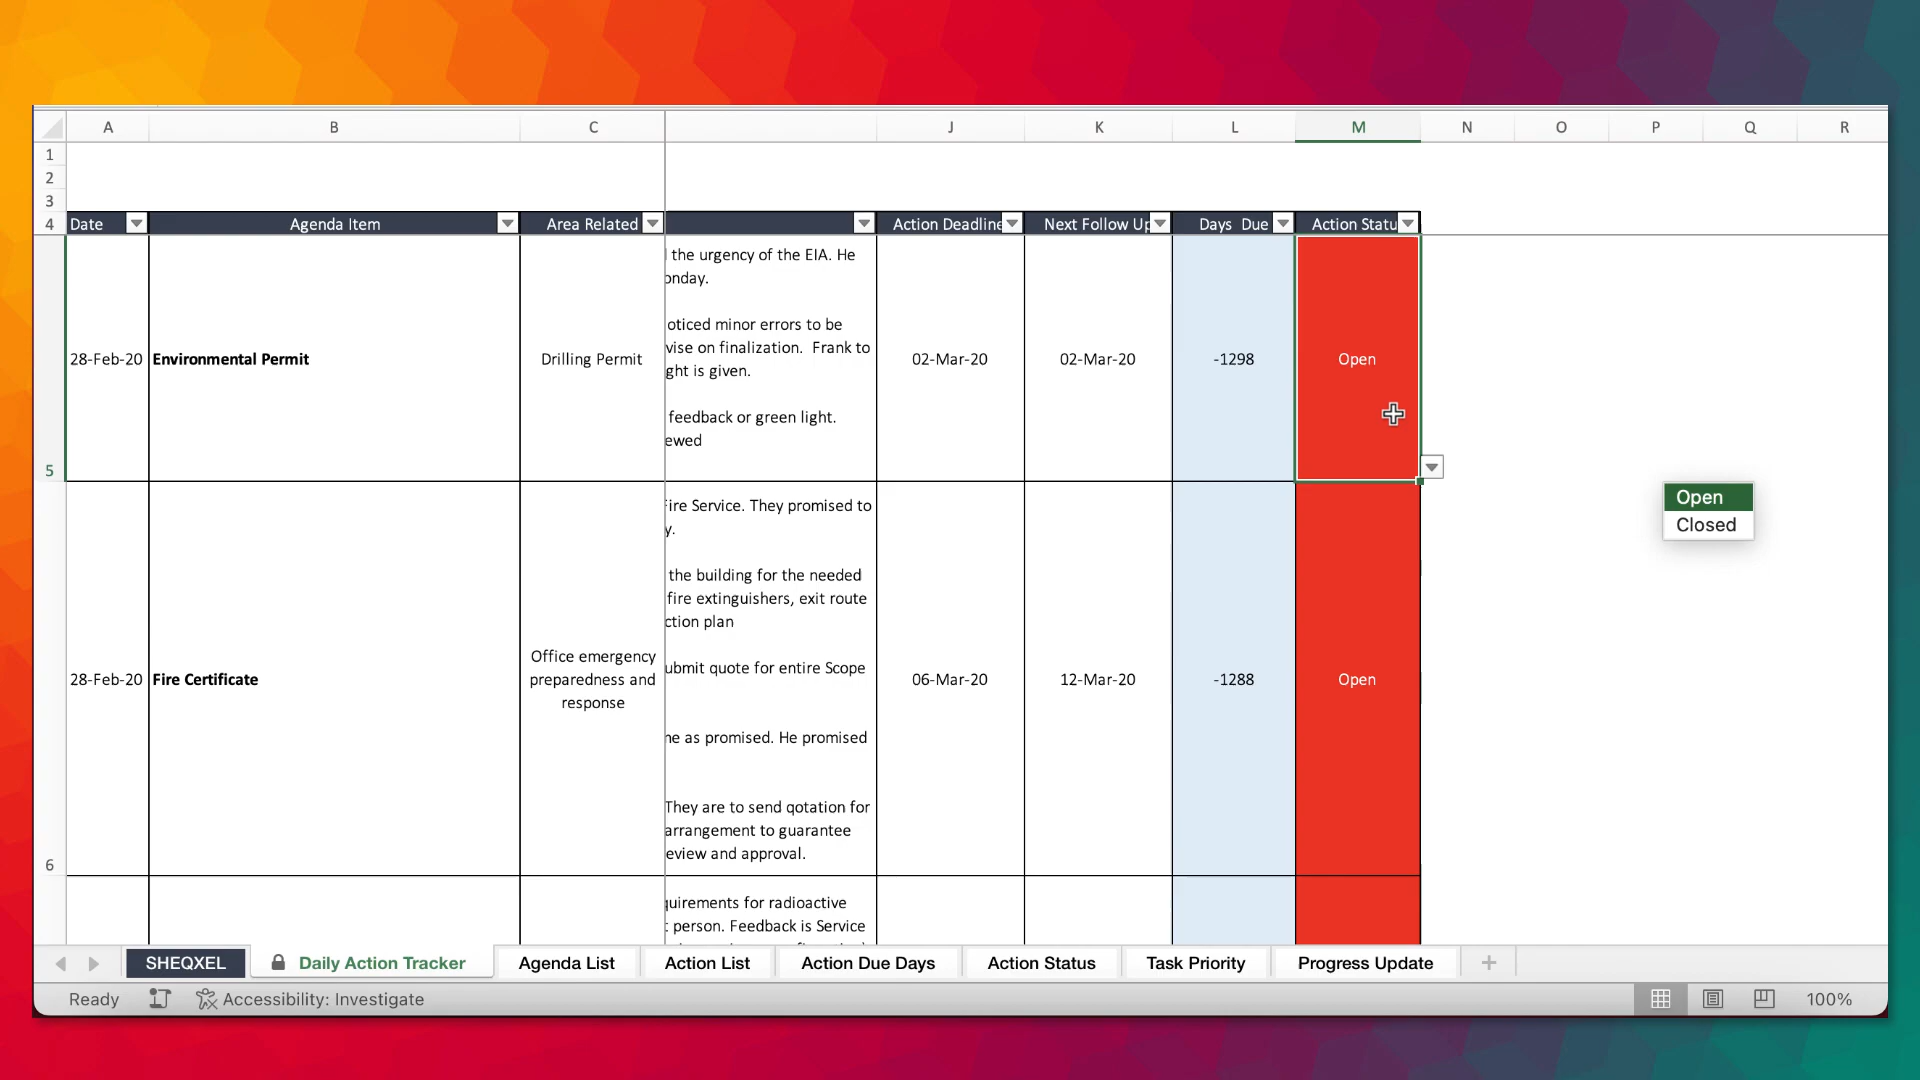 A B C J K L M N O P Q R
1
2
3
4 Date Agenda Item Area Related Action Deadline Next Follow Up Days Due Action Statu
the urgency of the EIA. He
onday.
oticed minor errors to be
vise on finalization. Frank to
ght is given.
feedback or green light.
ewed
5 28-Feb-20 Environmental Permit Drilling Permit 02-Mar-20 02-Mar-20 -1298 Open
Open
Closed
ire Service. They promised to
y.
the building for the needed
fire extinguishers, exit route
ction plan
ubmit quote for entire Scope
ne as promised. He promised
They are to send qotation for
arrangement to guarantee
eview and approval.
6 28-Feb-20 Fire Certificate
Office emergency
preparedness and
response
06-Mar-20 12-Mar-20 -1288 Open
quirements for radioactive
person. Feedback is Service
SHEQXEL Daily Action Tracker Agenda List Action List Action Due Days Action Status Task Priority Progress Update +
Ready Accessibility: Investigate 100%